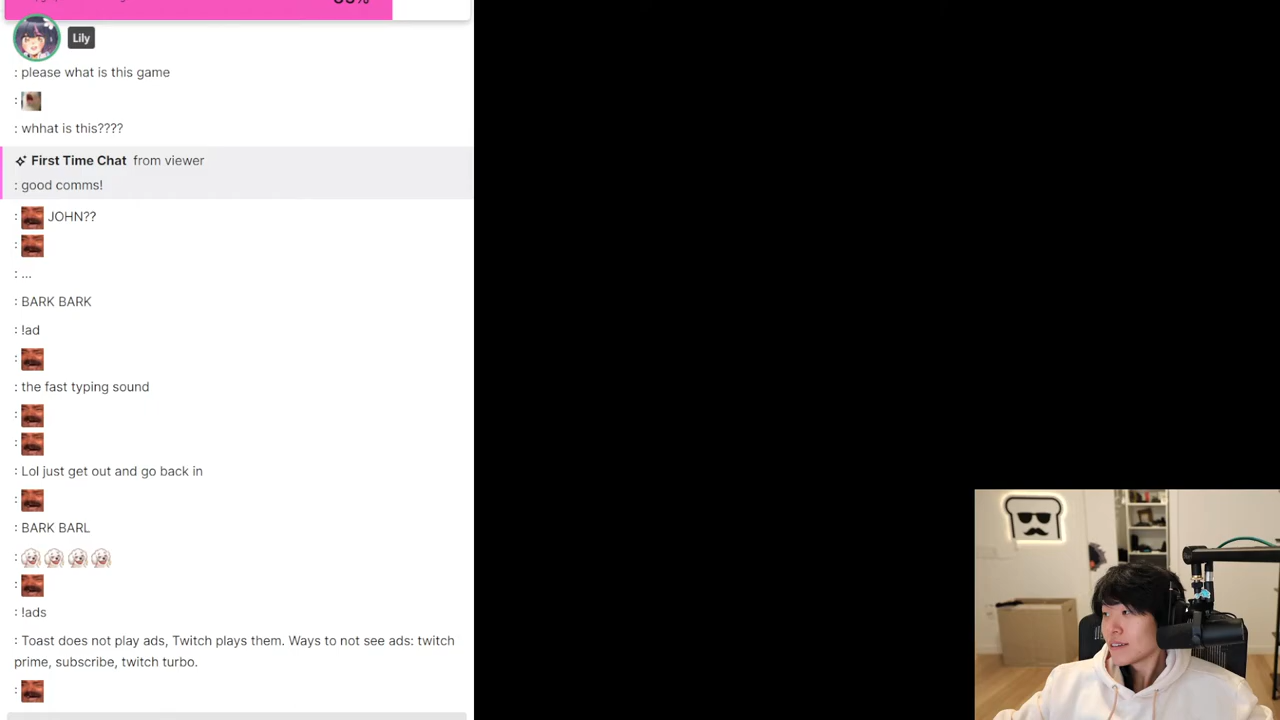 Lily
: please what is this game
:
: whhat is this????
First Time Chat from viewer
: good comms!
: JOHN??
:
: ...
: BARK BARK
: !ad
:
: the fast typing sound
:
:
: Lol just get out and go back in
:
: BARK BARL
:
:
: !ads
: Toast does not play ads, Twitch plays them. Ways to not see ads: twitch
prime, subscribe, twitch turbo.
: